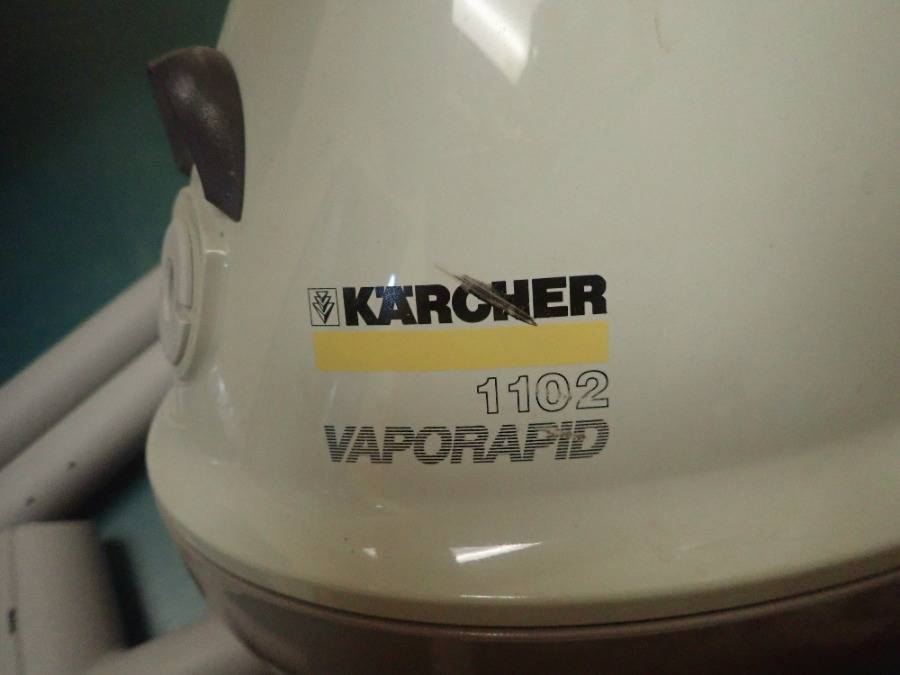 KÄRCHER
1102
VAPORAPID